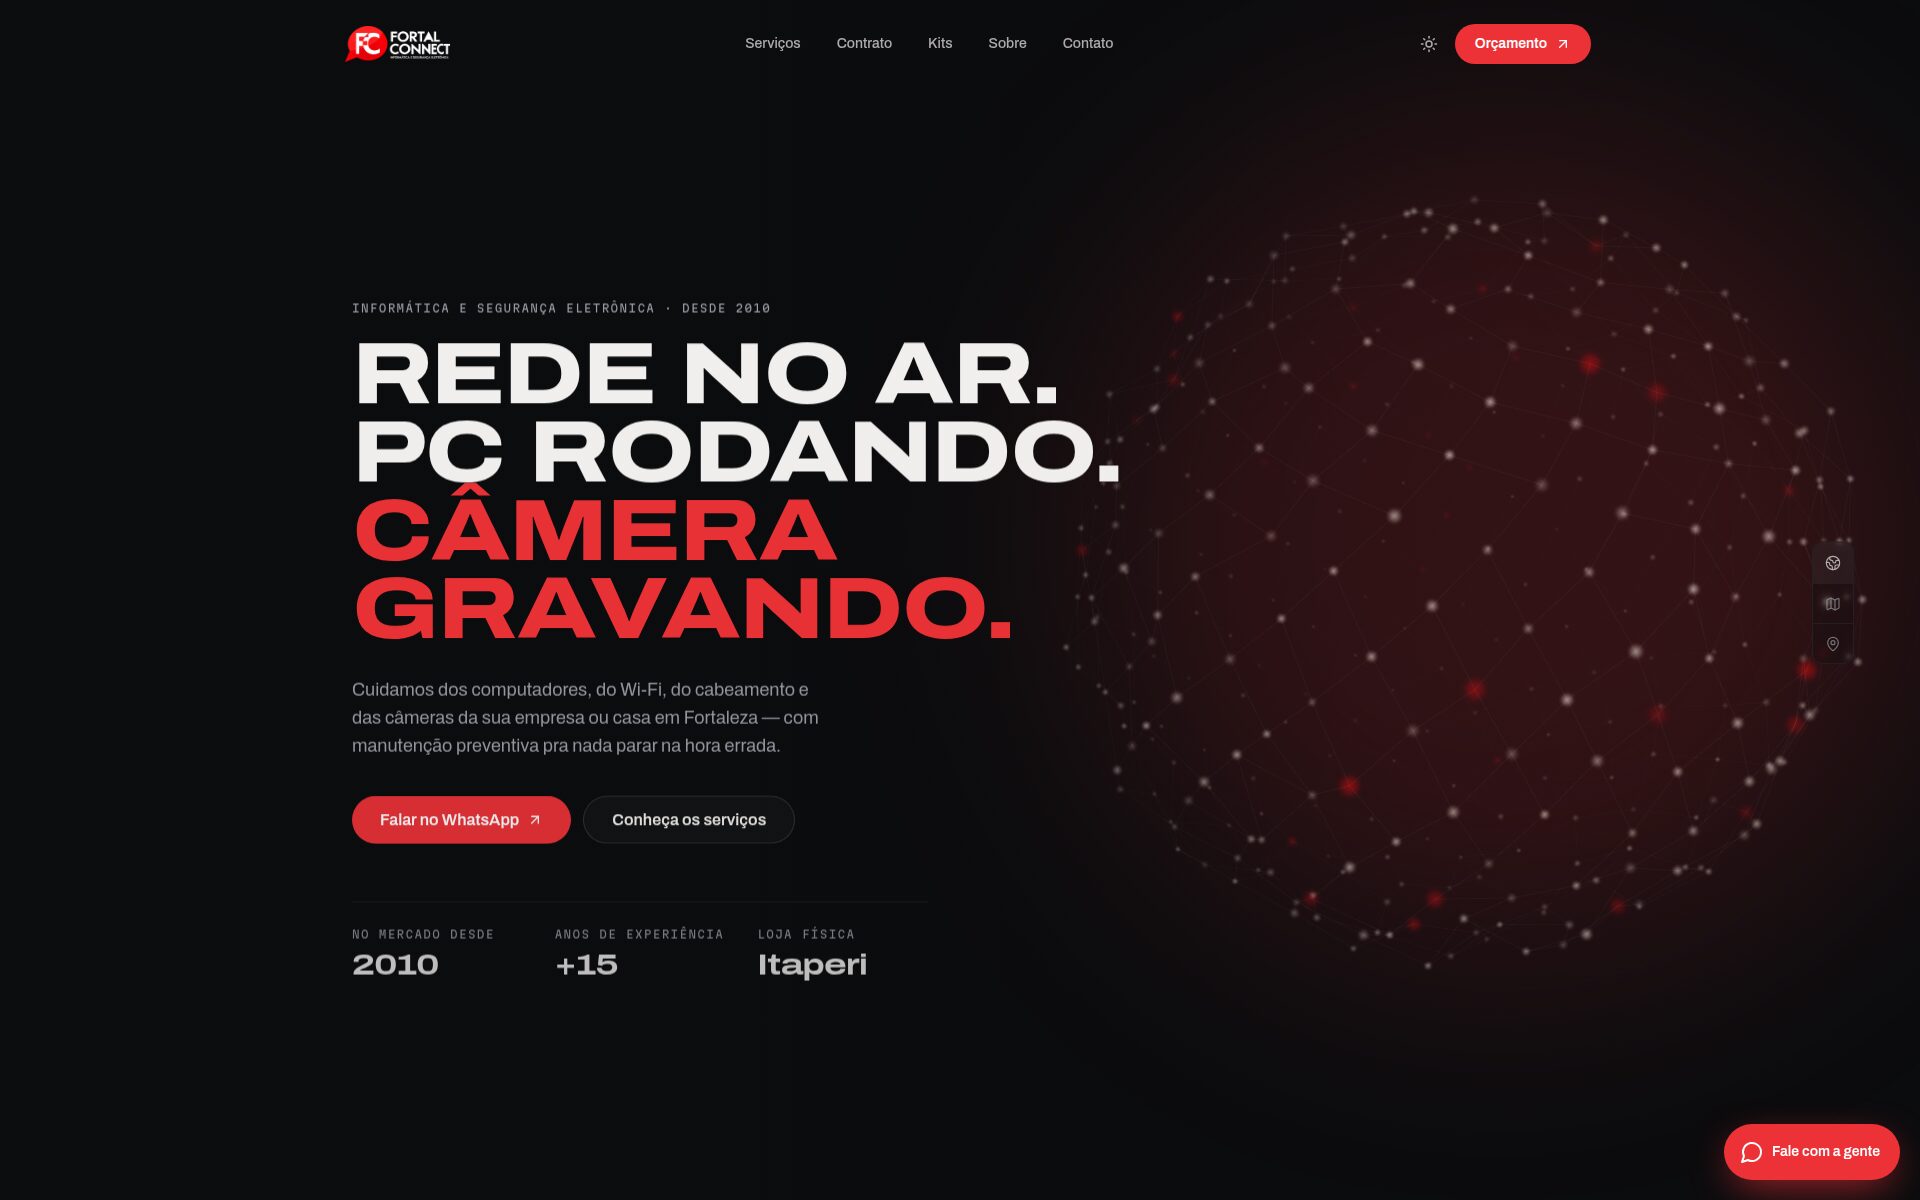 FORTAL
CONNECT
INFORMÁTICA E SEGURANÇA ELETRÔNICA
Serviços
Contrato
Kits
Sobre
Contato
Orçamento
INFORMÁTICA E SEGURANÇA ELETRÔNICA · DESDE 2010
REDE NO AR.
PC RODANDO.
CÂMERA
GRAVANDO.
Cuidamos dos computadores, do Wi-Fi, do cabeamento e
das câmeras da sua empresa ou casa em Fortaleza — com
manutenção preventiva pra nada parar na hora errada.
Falar no WhatsApp
Conheça os serviços
NO MERCADO DESDE
2010
ANOS DE EXPERIÊNCIA
+15
LOJA FÍSICA
Itaperi
Fale com a gente